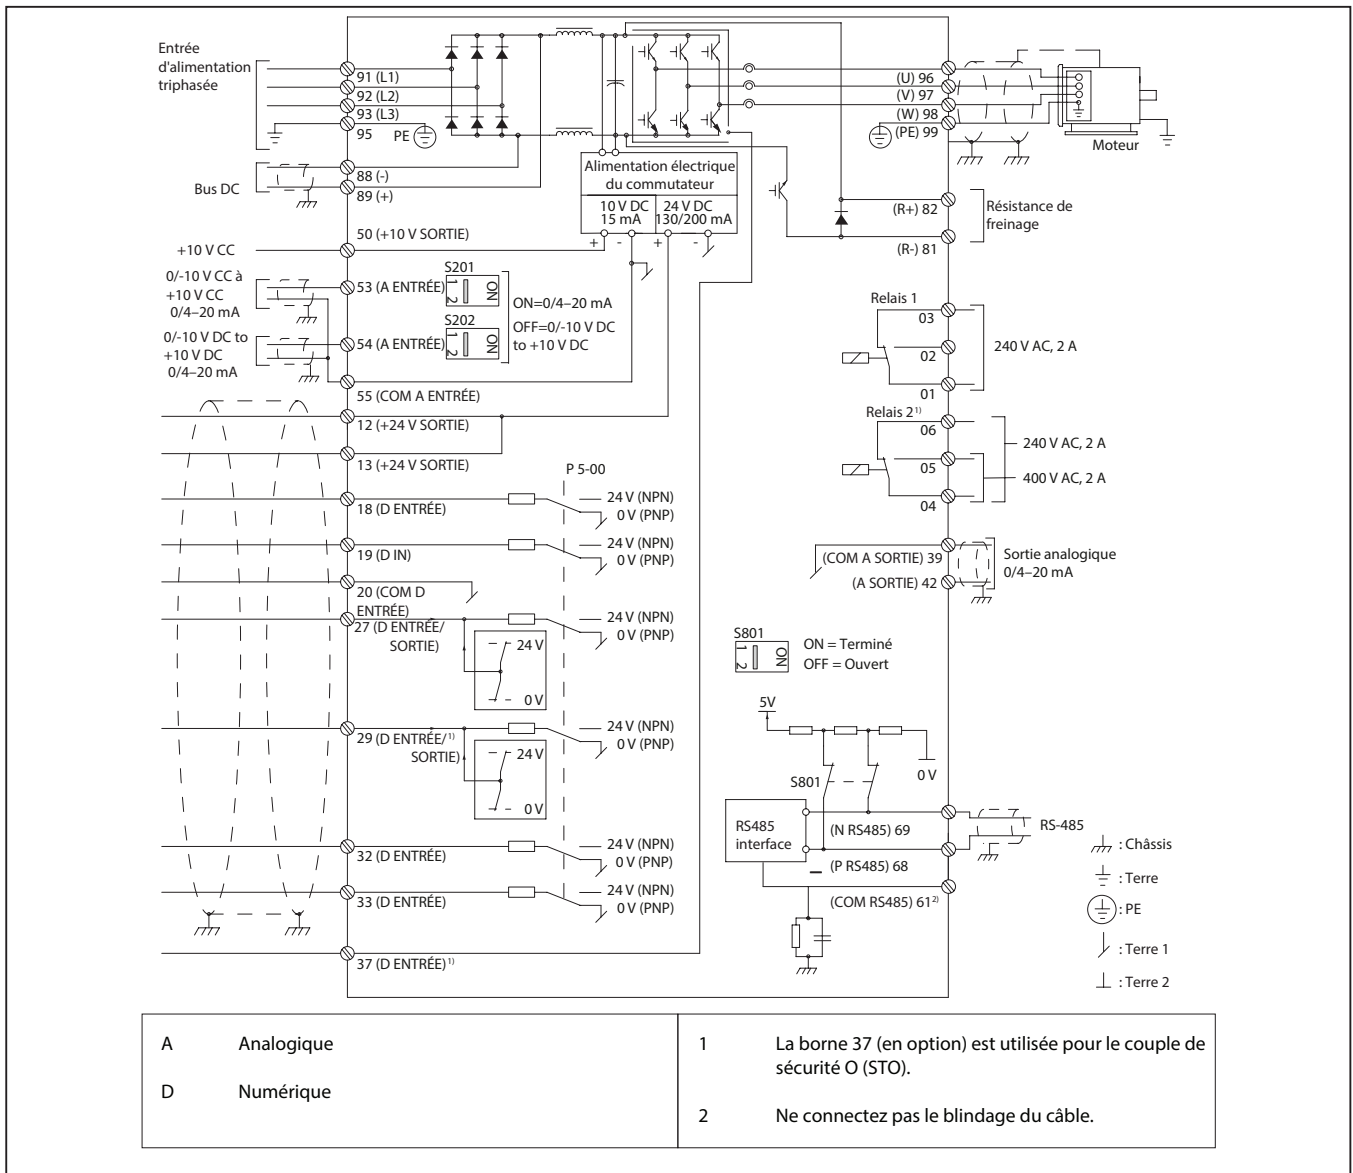 Entrée
d'alimentation
triphasée
91 (L1)
92 (L2)
93 (L3)
95
PE
88 (-)
Bus DC
89 (+)
50 (+10 V SORTIE)
+10 V CC
0/-10 V CC à
+10 V CC
0/4–20 mA
53 (A ENTRÉE)
0/-10 V DC to
+10 V DC
0/4–20 mA
54 (A ENTRÉE)
55 (COM A ENTRÉE)
12 (+24 V SORTIE)
13 (+24 V SORTIE)
18 (D ENTRÉE)
19 (D IN)
20 (COM D
ENTRÉE)
27 (D ENTRÉE/
SORTIE)
24 V
0 V
29 (D ENTRÉE/¹⁾
SORTIE)
24 V
0 V
32 (D ENTRÉE)
33 (D ENTRÉE)
37 (D ENTRÉE)¹⁾
Alimentation électrique
du commutateur
10 V DC
15 mA
24 V DC
130/200 mA
+ - + -
S201
1 2 ON
S202
1 2 ON
ON=0/4–20 mA
OFF=0/-10 V DC
to +10 V DC
P 5-00
24 V (NPN)
0 V (PNP)
24 V (NPN)
0 V (PNP)
24 V (NPN)
0 V (PNP)
24 V (NPN)
0 V (PNP)
24 V (NPN)
0 V (PNP)
24 V (NPN)
0 V (PNP)
(U) 96
(V) 97
(W) 98
(PE) 99
Moteur
(R+) 82
Résistance de
freinage
(R-) 81
Relais 1
03
02
240 V AC, 2 A
01
Relais 2¹⁾
06
240 V AC, 2 A
05
400 V AC, 2 A
04
(COM A SORTIE) 39
Sortie analogique
0/4–20 mA
(A SORTIE) 42
S801
1 2 ON
ON = Terminé
OFF = Ouvert
5V
S801
0 V
RS485
interface
(N RS485) 69
RS-485
(P RS485) 68
(COM RS485) 61²⁾
: Châssis
: Terre
: PE
: Terre 1
: Terre 2
A Analogique
D Numérique
1 La borne 37 (en option) est utilisée pour le couple de
sécurité O (STO).
2 Ne connectez pas le blindage du câble.